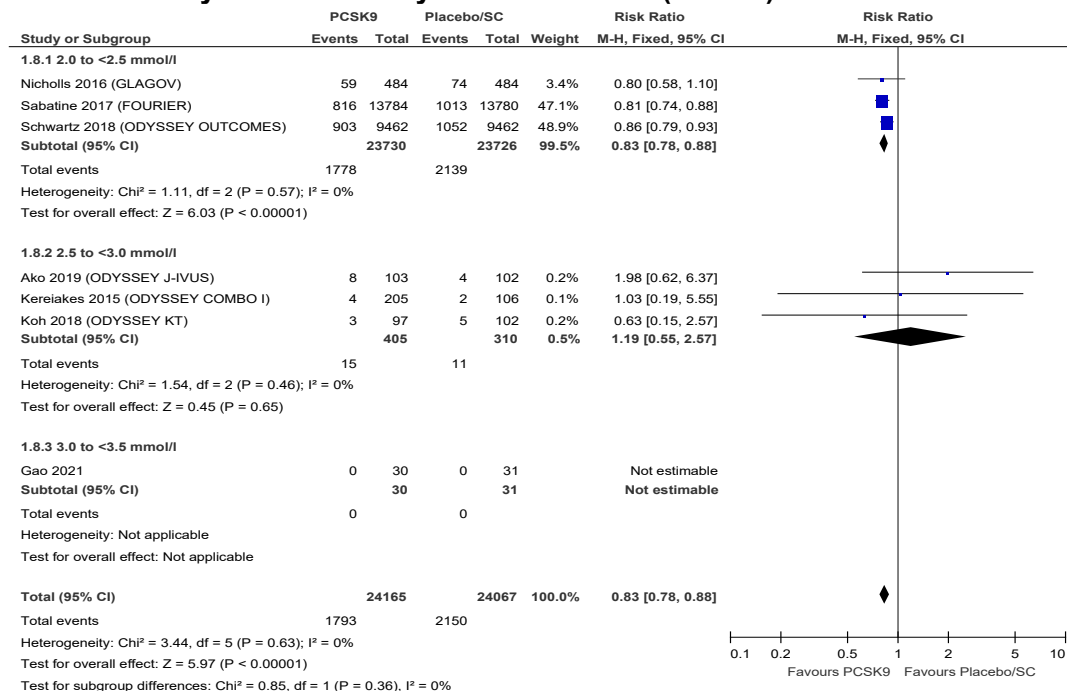 PCSK9 Placebo/SC Risk Ratio Risk Ratio
Study or Subgroup Events Total Events Total Weight M-H, Fixed, 95% CI M-H, Fixed, 95% CI
1.8.1 2.0 to <2.5 mmol/l
Nicholls 2016 (GLAGOV) 59 484 74 484 3.4% 0.80 [0.58, 1.10]
Sabatine 2017 (FOURIER) 816 13784 1013 13780 47.1% 0.81 [0.74, 0.88]
Schwartz 2018 (ODYSSEY OUTCOMES) 903 9462 1052 9462 48.9% 0.86 [0.79, 0.93]
Subtotal (95% CI) 23730 23726 99.5% 0.83 [0.78, 0.88]
Total events 1778 2139
Heterogeneity: Chi² = 1.11, df = 2 (P = 0.57); I² = 0%
Test for overall effect: Z = 6.03 (P < 0.00001)
1.8.2 2.5 to <3.0 mmol/l
Ako 2019 (ODYSSEY J-IVUS) 8 103 4 102 0.2% 1.98 [0.62, 6.37]
Kereiakes 2015 (ODYSSEY COMBO I) 4 205 2 106 0.1% 1.03 [0.19, 5.55]
Koh 2018 (ODYSSEY KT) 3 97 5 102 0.2% 0.63 [0.15, 2.57]
Subtotal (95% CI) 405 310 0.5% 1.19 [0.55, 2.57]
Total events 15 11
Heterogeneity: Chi² = 1.54, df = 2 (P = 0.46); I² = 0%
Test for overall effect: Z = 0.45 (P = 0.65)
1.8.3 3.0 to <3.5 mmol/l
Gao 2021 0 30 0 31 Not estimable
Subtotal (95% CI) 30 31 Not estimable
Total events 0 0
Heterogeneity: Not applicable
Test for overall effect: Not applicable
Total (95% CI) 24165 24067 100.0% 0.83 [0.78, 0.88]
Total events 1793 2150
Heterogeneity: Chi² = 3.44, df = 5 (P = 0.63); I² = 0%
Test for overall effect: Z = 5.97 (P < 0.00001)
Test for subgroup differences: Chi² = 0.85, df = 1 (P = 0.36), I² = 0%
0.1 0.2 0.5 1 2 5 10
Favours PCSK9 Favours Placebo/SC